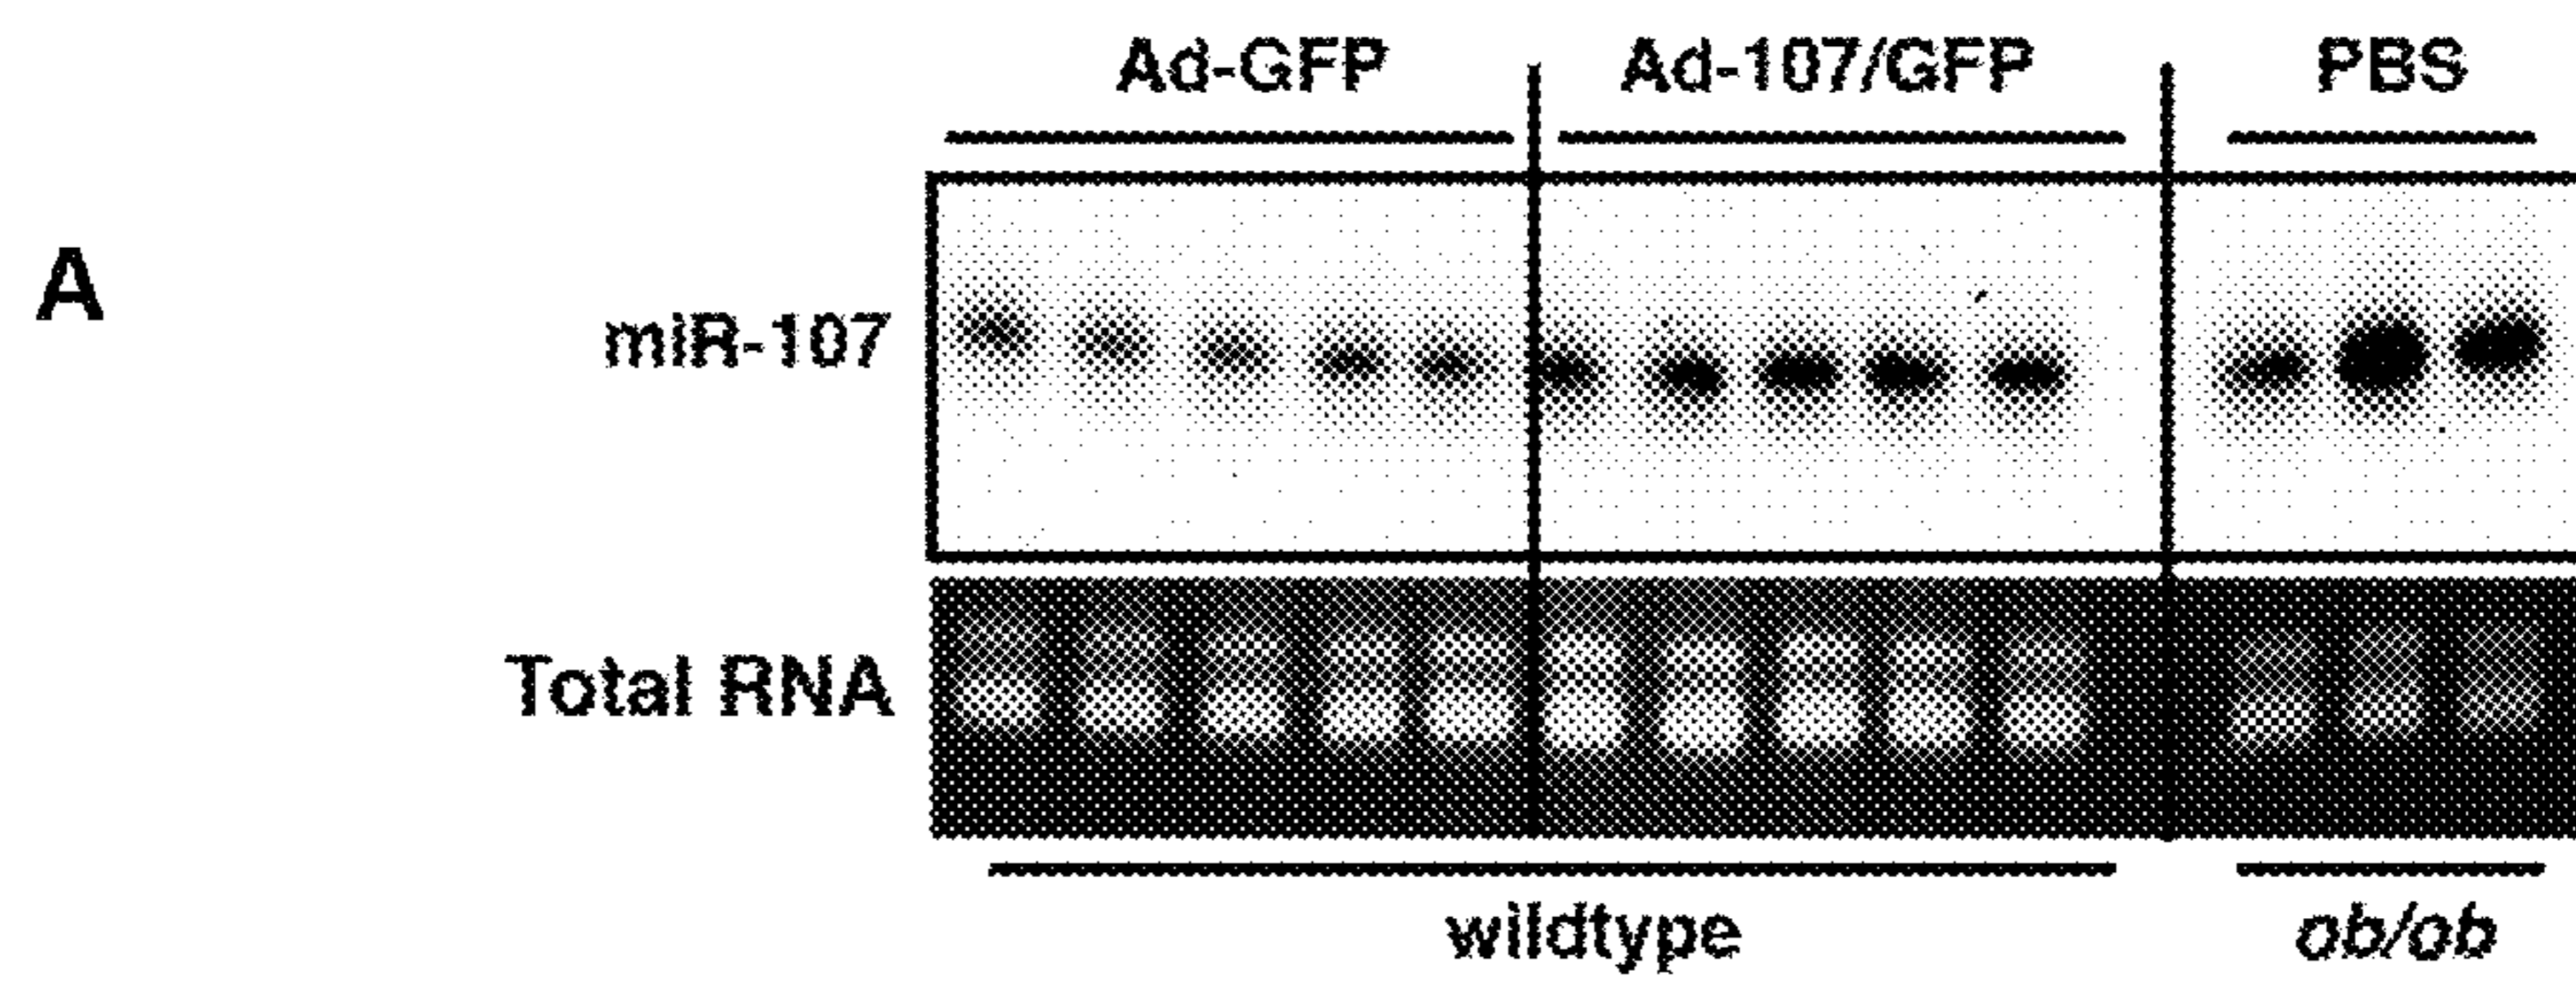 Ad-GFP Ad-107/GFP PBS
A
miR-107
Total RNA
wildtype ob/ob